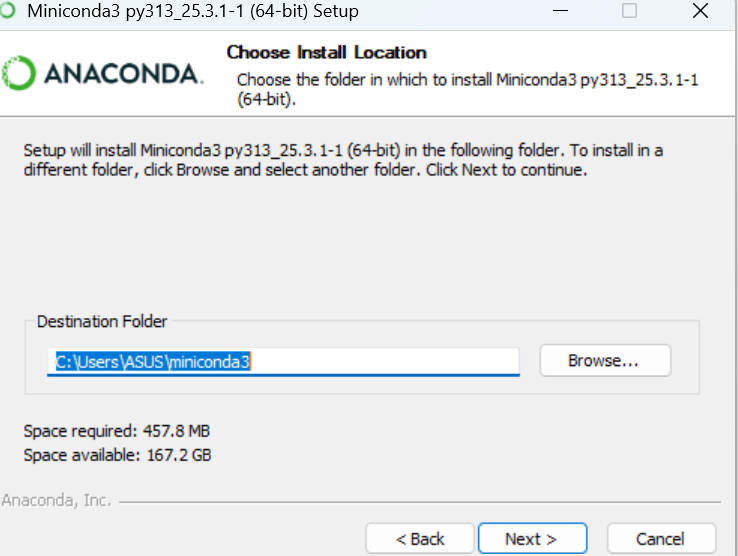 Miniconda3 py313_25.3.1-1 (64-bit) Setup
ANACONDA.
Choose Install Location
Choose the folder in which to install Miniconda3 py313_25.3.1-1
(64-bit).
Setup will install Miniconda3 py313_25.3.1-1 (64-bit) in the following folder. To install in a
different folder, click Browse and select another folder. Click Next to continue.
Destination Folder
C:\Users\ASUS\miniconda3
Browse...
Space required: 457.8 MB
Space available: 167.2 GB
Anaconda, Inc.
< Back
Next >
Cancel